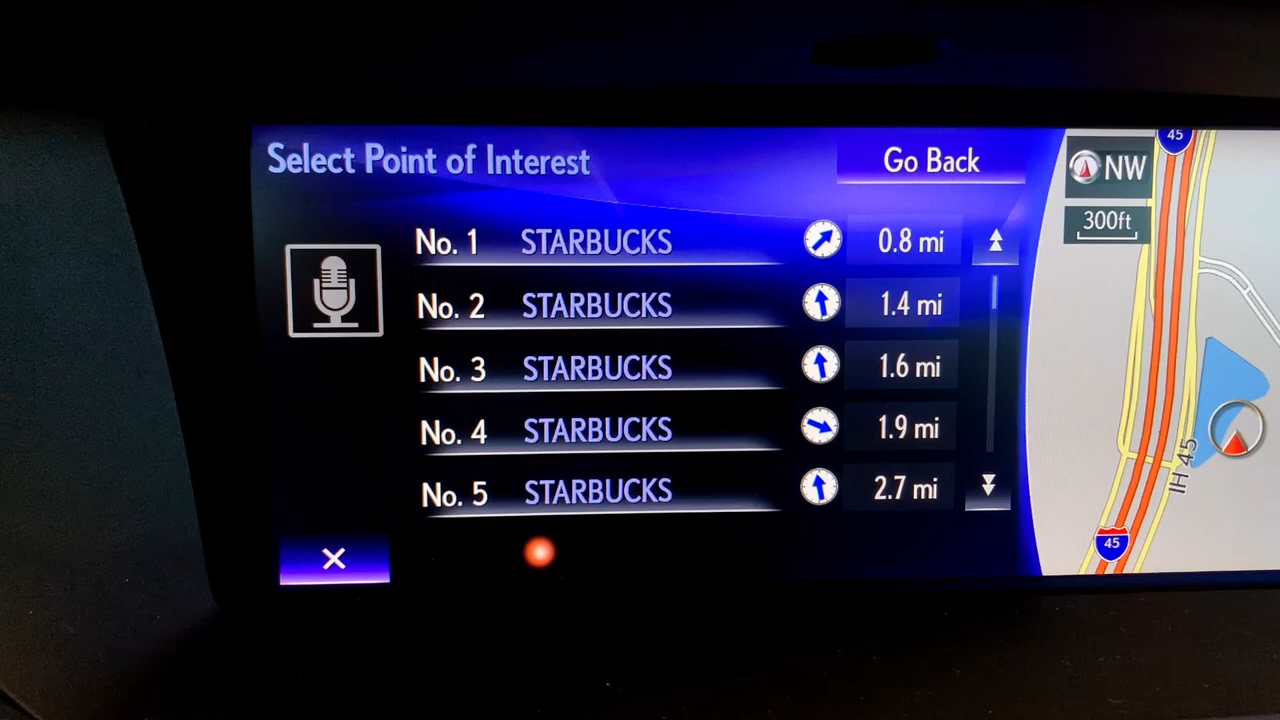 Select Point of Interest
Go Back
No. 1 STARBUCKS 0.8 mi
No. 2 STARBUCKS 1.4 mi
No. 3 STARBUCKS 1.6 mi
No. 4 STARBUCKS 1.9 mi
No. 5 STARBUCKS 2.7 mi
45
NW
300ft
IH 45
45